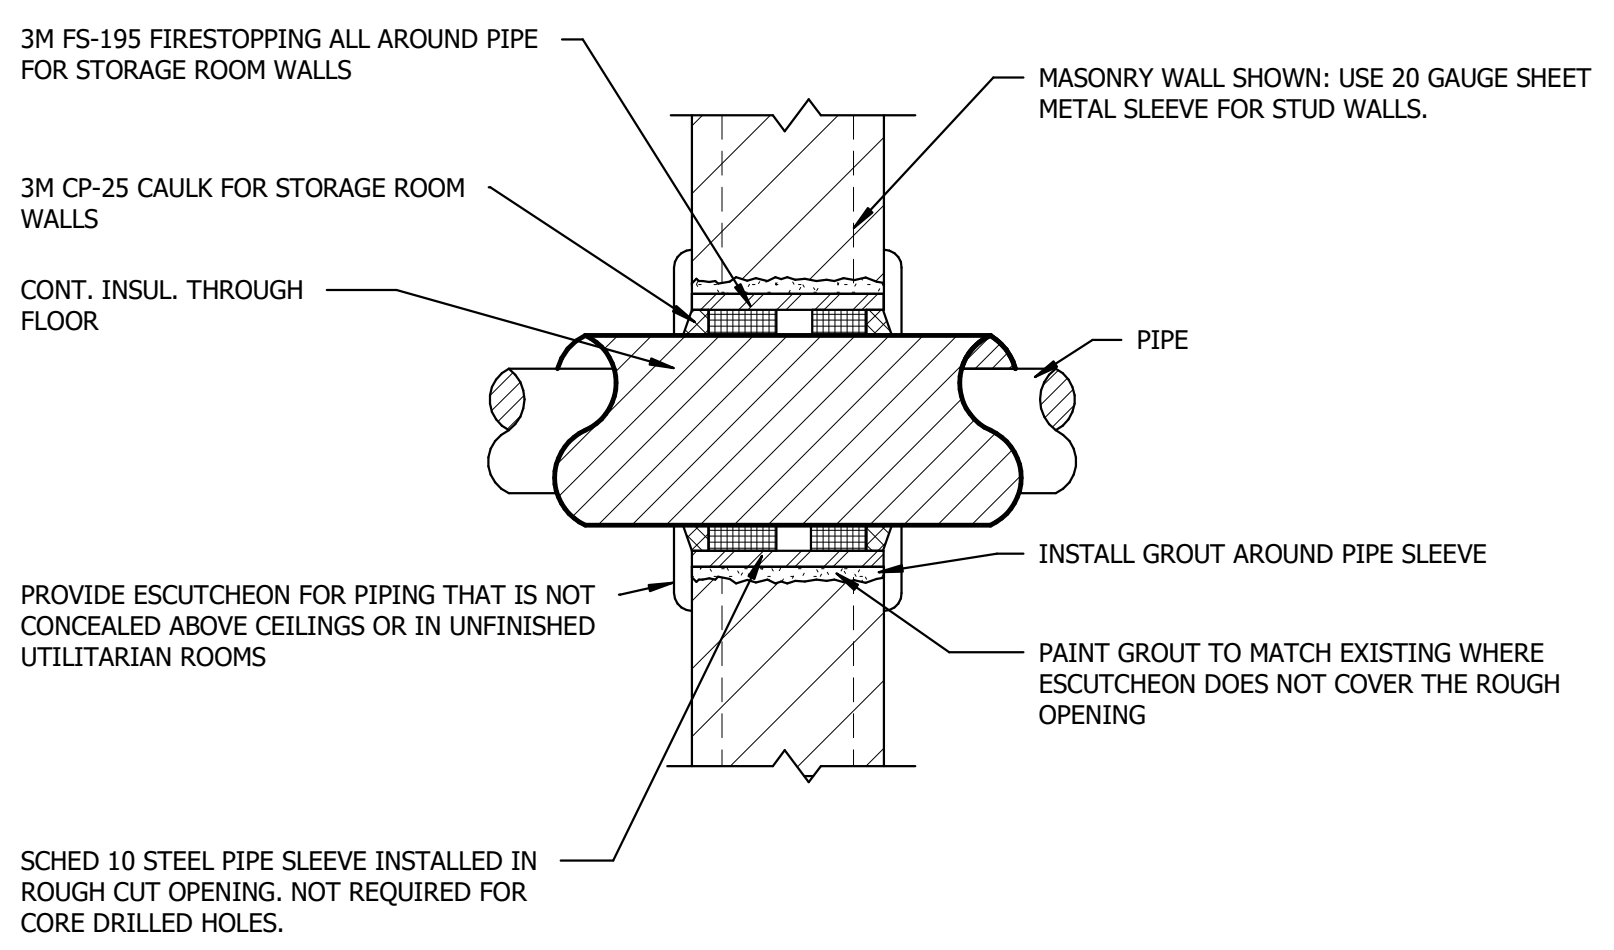 3M FS-195 FIRESTOPPING ALL AROUND PIPE
FOR STORAGE ROOM WALLS
MASONRY WALL SHOWN: USE 20 GAUGE SHEET
METAL SLEEVE FOR STUD WALLS.
3M CP-25 CAULK FOR STORAGE ROOM
WALLS
CONT. INSUL. THROUGH
FLOOR
PIPE
INSTALL GROUT AROUND PIPE SLEEVE
PROVIDE ESCUTCHEON FOR PIPING THAT IS NOT
CONCEALED ABOVE CEILINGS OR IN UNFINISHED
UTILITARIAN ROOMS
PAINT GROUT TO MATCH EXISTING WHERE
ESCUTCHEON DOES NOT COVER THE ROUGH
OPENING
SCHED 10 STEEL PIPE SLEEVE INSTALLED IN
ROUGH CUT OPENING. NOT REQUIRED FOR
CORE DRILLED HOLES.